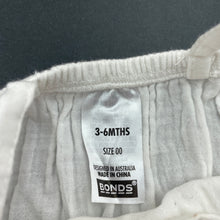 3-6MTHS
SIZE 00
DESIGNED IN AUSTRALIA
MADE IN CHINA
BONDS